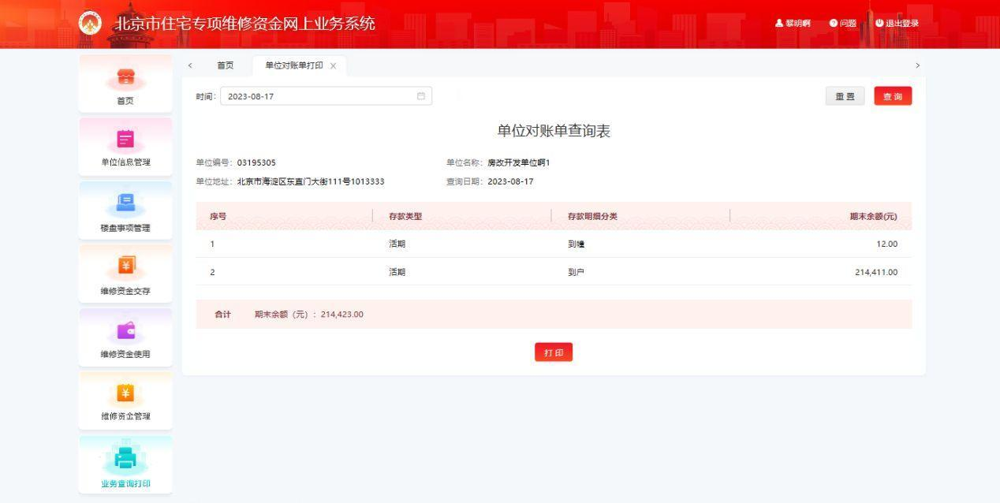 北京市住宅专项维修资金网上业务系统
黎明啊 问题 退出登录
首页
单位信息管理
楼盘事项管理
维修资金交存
维修资金使用
维修资金管理
业务查询打印
首页 单位对账单打印
时间： 2023-08-17 重置 查询
单位对账单查询表
单位编号： 03195305 单位名称： 房改开发单位啊1
单位地址： 北京市海淀区东直门大街111号1013333 查询日期： 2023-08-17
序号 存款类型 存款明细分类 期末余额(元)
1 活期 到幢 12.00
2 活期 到户 214,411.00
合计 期末余额（元）：214,423.00
打印